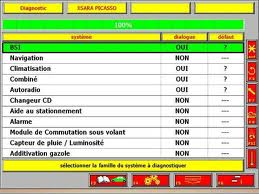 Diagnostic XSARA PICASSO
100%
système dialogue défaut
BSI OUI ?
Navigation NON ---
Climatisation OUI ?
Combiné OUI ?
Autoradio OUI ?
Changeur CD NON ---
Aide au stationnement NON ---
Alarme NON ---
Module de Commutation sous volant NON ---
Capteur de pluie / Luminosité NON ---
Additivation gazole NON ---
sélectionner la famille du système à diagnostiquer